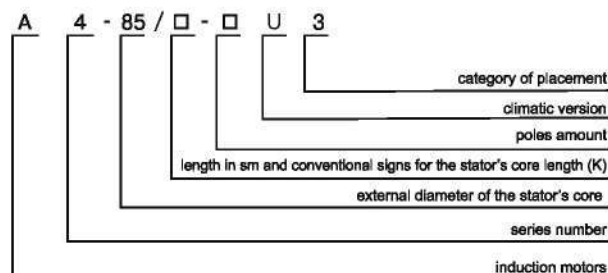 A 4 - 85 / □ - □ U 3
category of placement
climatic version
poles amount
length in sm and conventional signs for the stator's core length (K)
external diameter of the stator's core
series number
induction motors